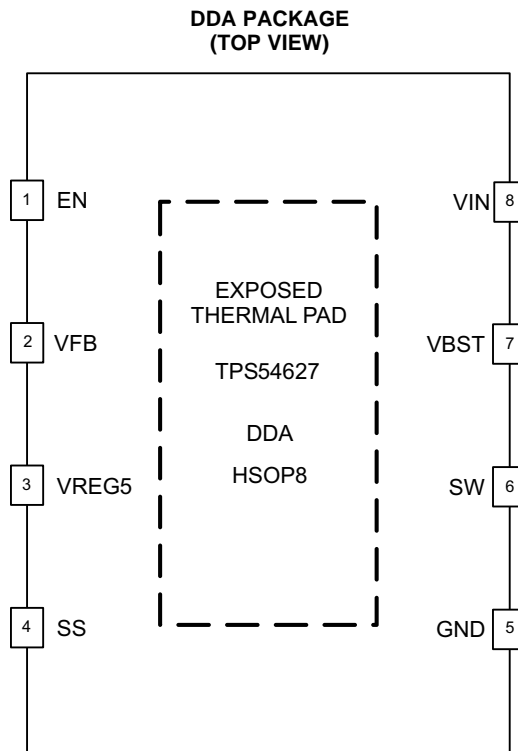 DDA PACKAGE
(TOP VIEW)
1 EN
VIN 8
EXPOSED
THERMAL PAD
2 VFB
VBST 7
TPS54627
DDA
HSOP8
3 VREG5
SW 6
4 SS
GND 5